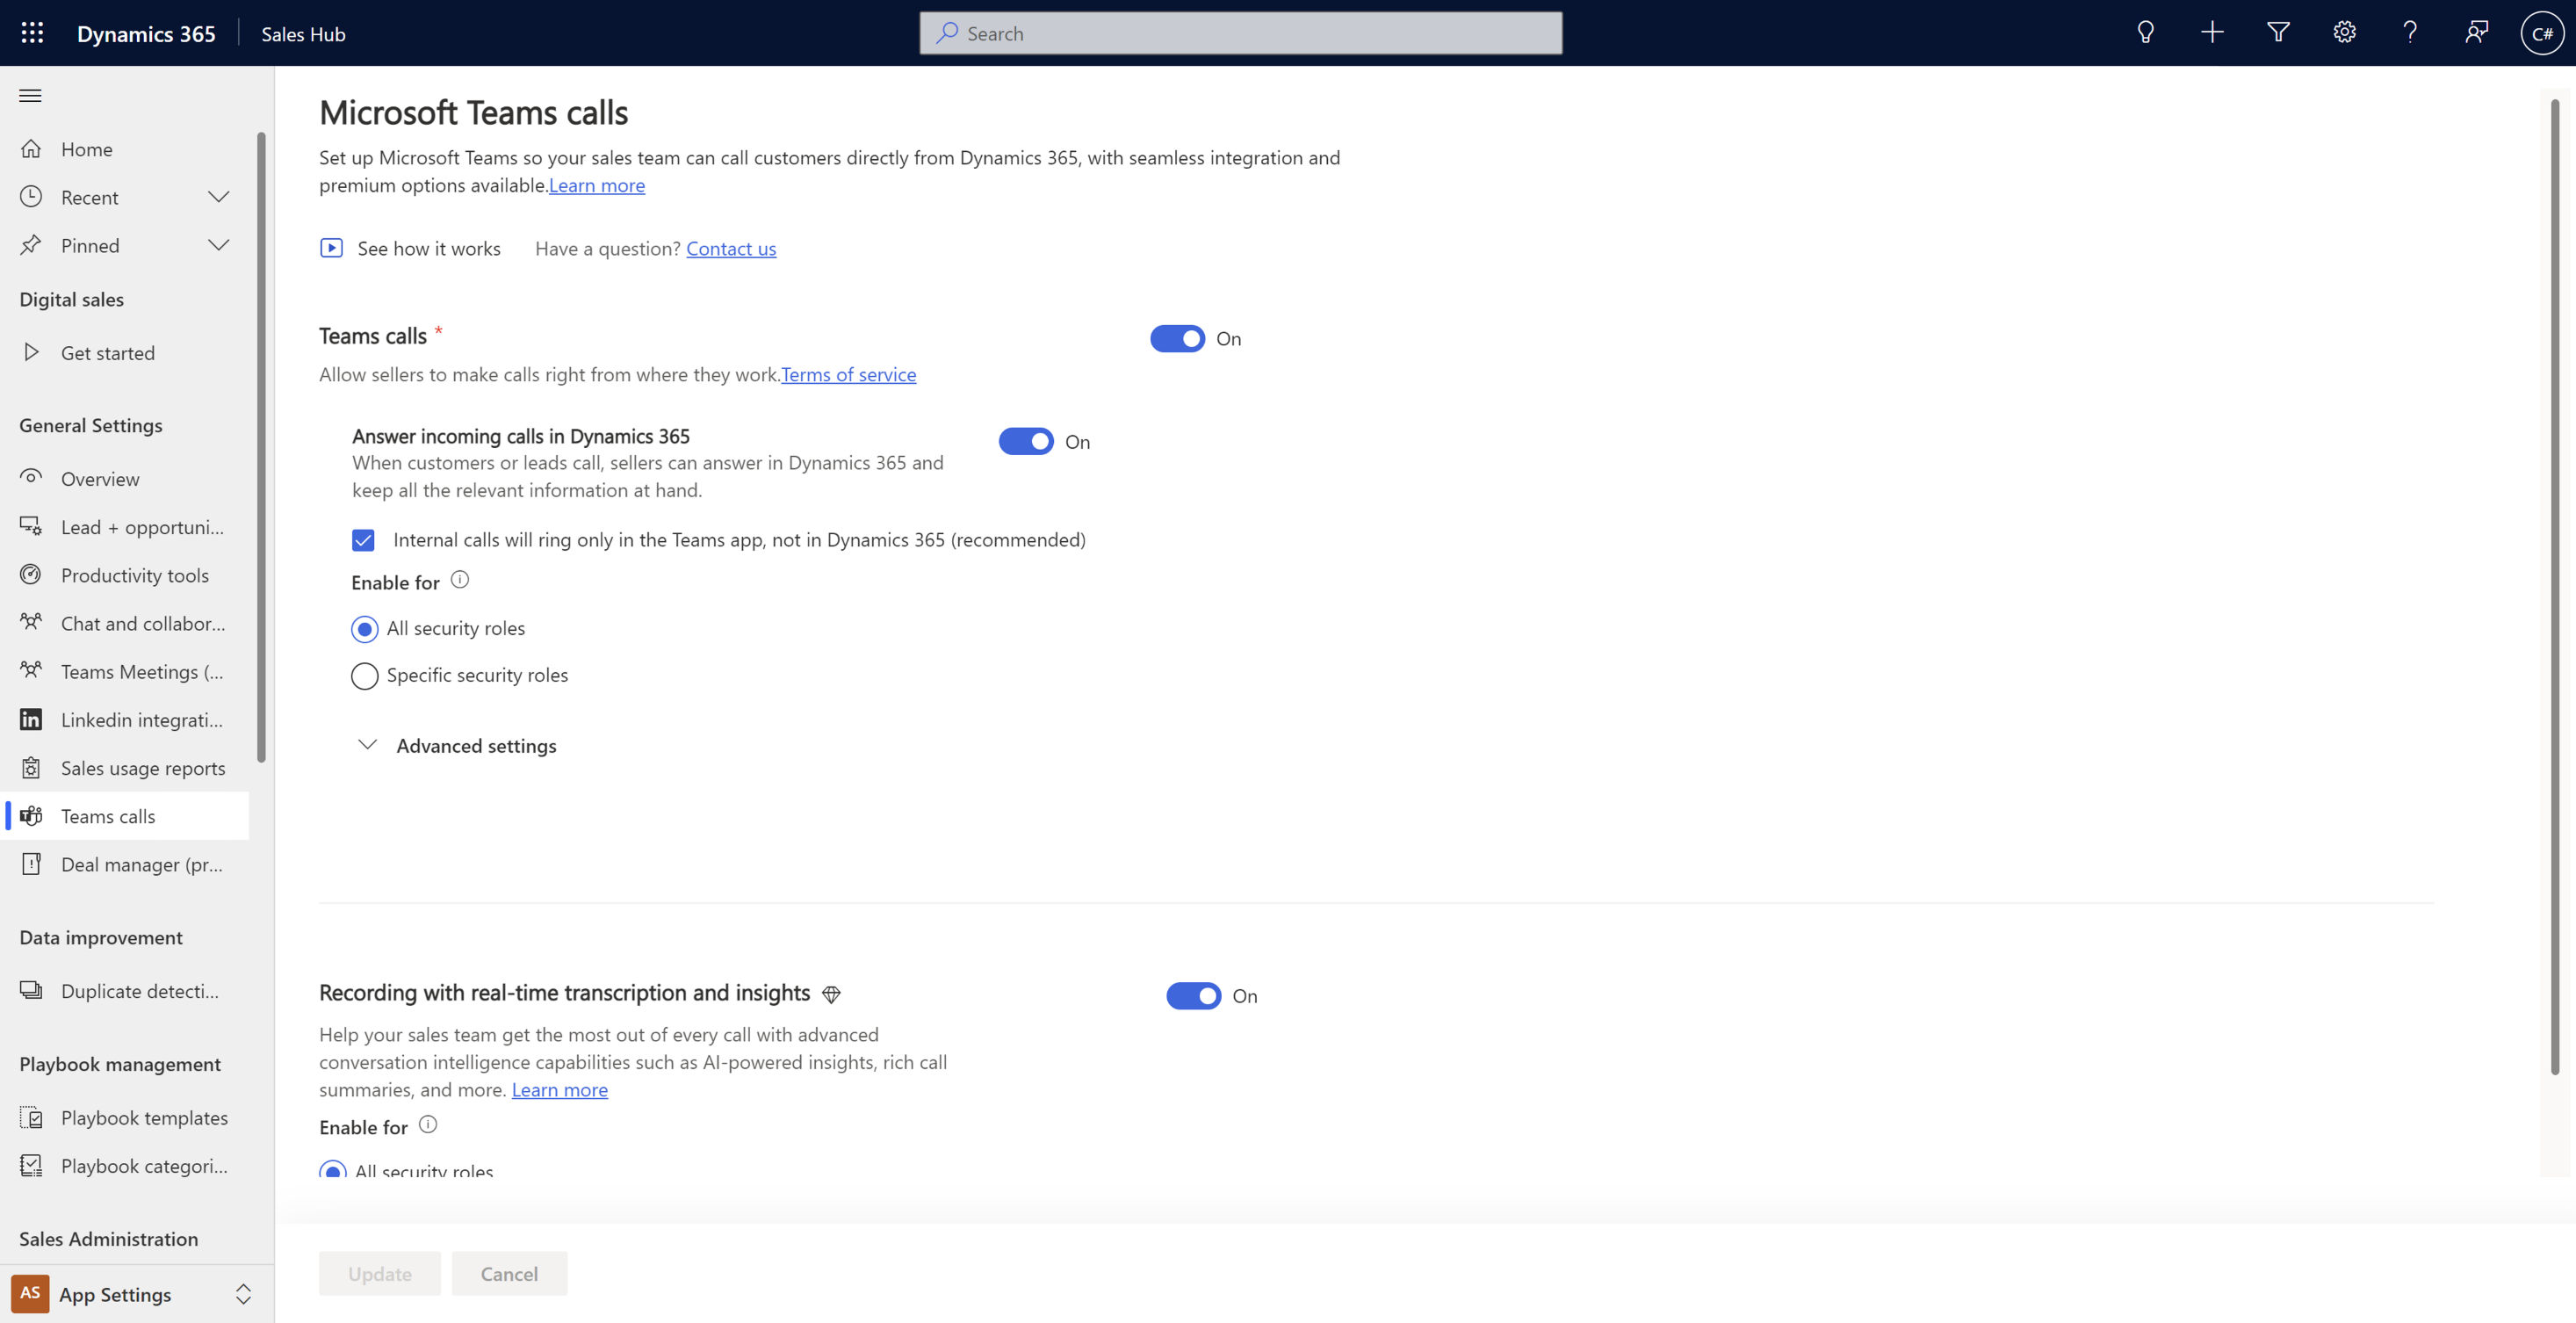 Dynamics 365
Sales Hub
Search
C#
Home
Recent
Pinned
Digital sales
Get started
General Settings
Overview
Lead + opportuni...
Productivity tools
Chat and collabor...
Teams Meetings (...
Linkedin integrati...
Sales usage reports
Teams calls
Deal manager (pr...
Data improvement
Duplicate detecti...
Playbook management
Playbook templates
Playbook categori...
Sales Administration
AS
App Settings
Microsoft Teams calls
Set up Microsoft Teams so your sales team can call customers directly from Dynamics 365, with seamless integration and
premium options available.Learn more
See how it works
Have a question? Contact us
Teams calls *
On
Allow sellers to make calls right from where they work.Terms of service
Answer incoming calls in Dynamics 365
On
When customers or leads call, sellers can answer in Dynamics 365 and
keep all the relevant information at hand.
Internal calls will ring only in the Teams app, not in Dynamics 365 (recommended)
Enable for
All security roles
Specific security roles
Advanced settings
Recording with real-time transcription and insights
On
Help your sales team get the most out of every call with advanced
conversation intelligence capabilities such as AI-powered insights, rich call
summaries, and more. Learn more
Enable for
All security roles
Update
Cancel